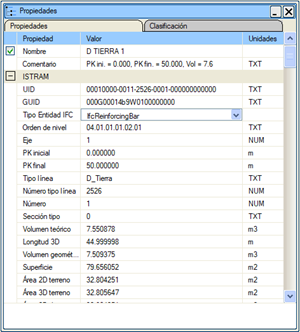 Propiedades
Propiedades Clasificación
Propiedad Valor Unidades
Nombre D TIERRA 1
Comentario PK ini. = 0.000, PK fin. = 50.000, Vol = 7.6 TXT
ISTRAM
UID 00010000-0011-2526-0001-000000000000 TXT
GUID 000G00014b9W0100000000 TXT
Tipo Entidad IFC IfcReinforcingBar
Orden de nivel 04.01.01.01.02.01 TXT
Eje 1 NUM
PK inicial 0.000000 m
PK final 50.000000 m
Tipo línea D_Tierra TXT
Número tipo línea 2526 NUM
Número 1 NUM
Sección tipo 0 TXT
Volumen teórico 7.550878 m3
Longitud 3D 44.999998 m
Volumen geomét... 7.509375 m3
Superficie 79.656052 m2
Área 2D terreno 32.804251 m2
Área 3D terreno 32.805647 m2